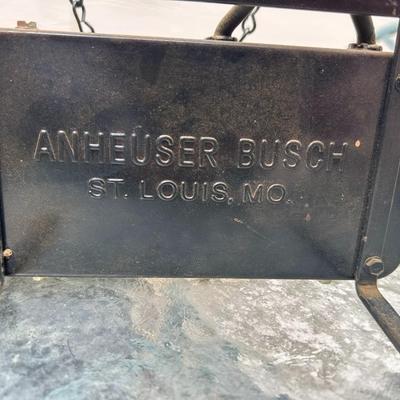 ANHEUSER BUSCH
ST. LOUIS, MO.